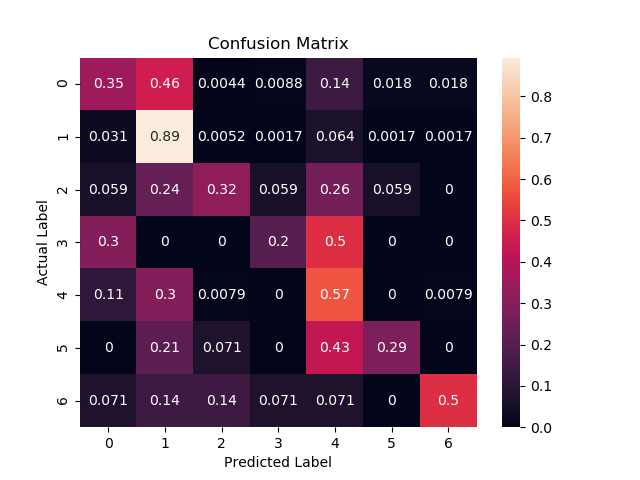 Confusion Matrix
0 0.35 0.46 0.0044 0.0088 0.14 0.018 0.018
1 0.031 0.89 0.0052 0.0017 0.064 0.0017 0.0017
2 0.059 0.24 0.32 0.059 0.26 0.059 0
3 0.3 0 0 0.2 0.5 0 0
4 0.11 0.3 0.0079 0 0.57 0 0.0079
5 0 0.21 0.071 0 0.43 0.29 0
6 0.071 0.14 0.14 0.071 0.071 0 0.5
0 1 2 3 4 5 6
Predicted Label
Actual Label
0.8
0.7
0.6
0.5
0.4
0.3
0.2
0.1
0.0